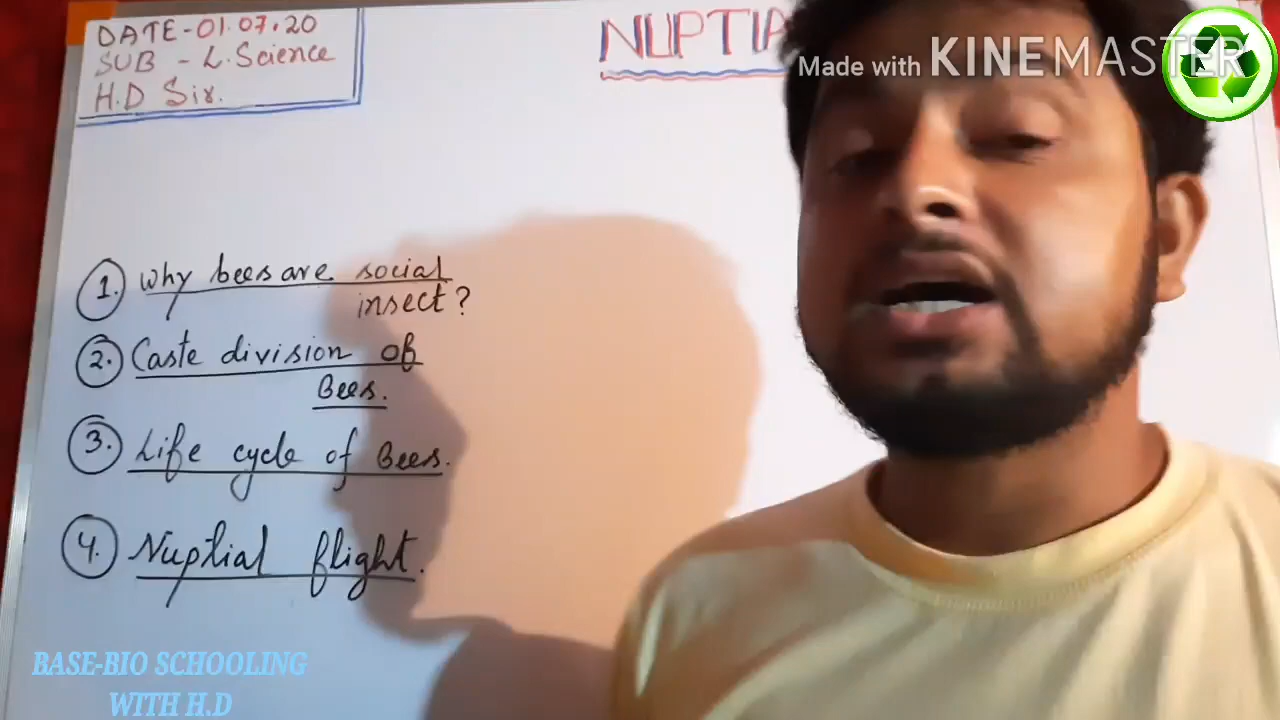 DATE-01.07.20
SUB - L.Science
H.D Sir.
NUPTIA
Made with KINEMASTER
1. Why bees are social
insect?
2. Caste division of
Bees.
3. Life cycle of Bees.
4. Nuptial flight.
BASE-BIO SCHOOLING
WITH H.D